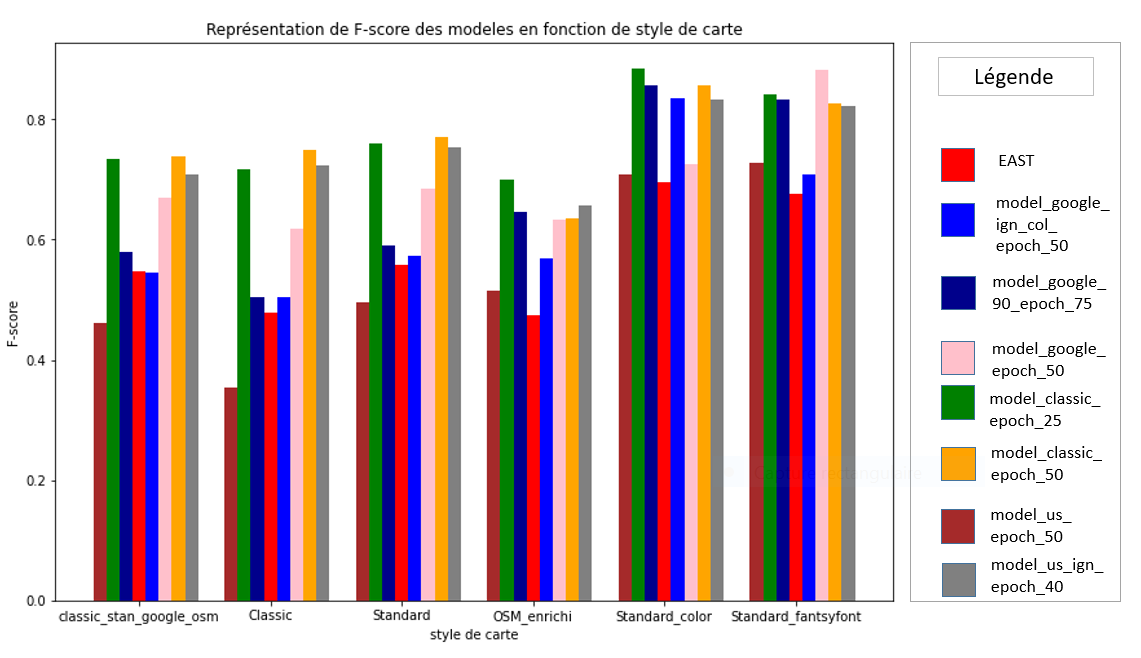 Représentation de F-score des modeles en fonction de style de carte
F-score
0.8
0.6
0.4
0.2
0.0
classic_stan_google_osm
Classic
Standard
OSM_enrichi
Standard_color
Standard_fantsyfont
style de carte
Légende
EAST
model_google_
ign_col_
epoch_50
model_google_
90_epoch_75
model_google_
epoch_50
model_classic_
epoch_25
model_classic_
epoch_50
model_us_
epoch_50
model_us_ign_
epoch_40
Capture rectangulaire